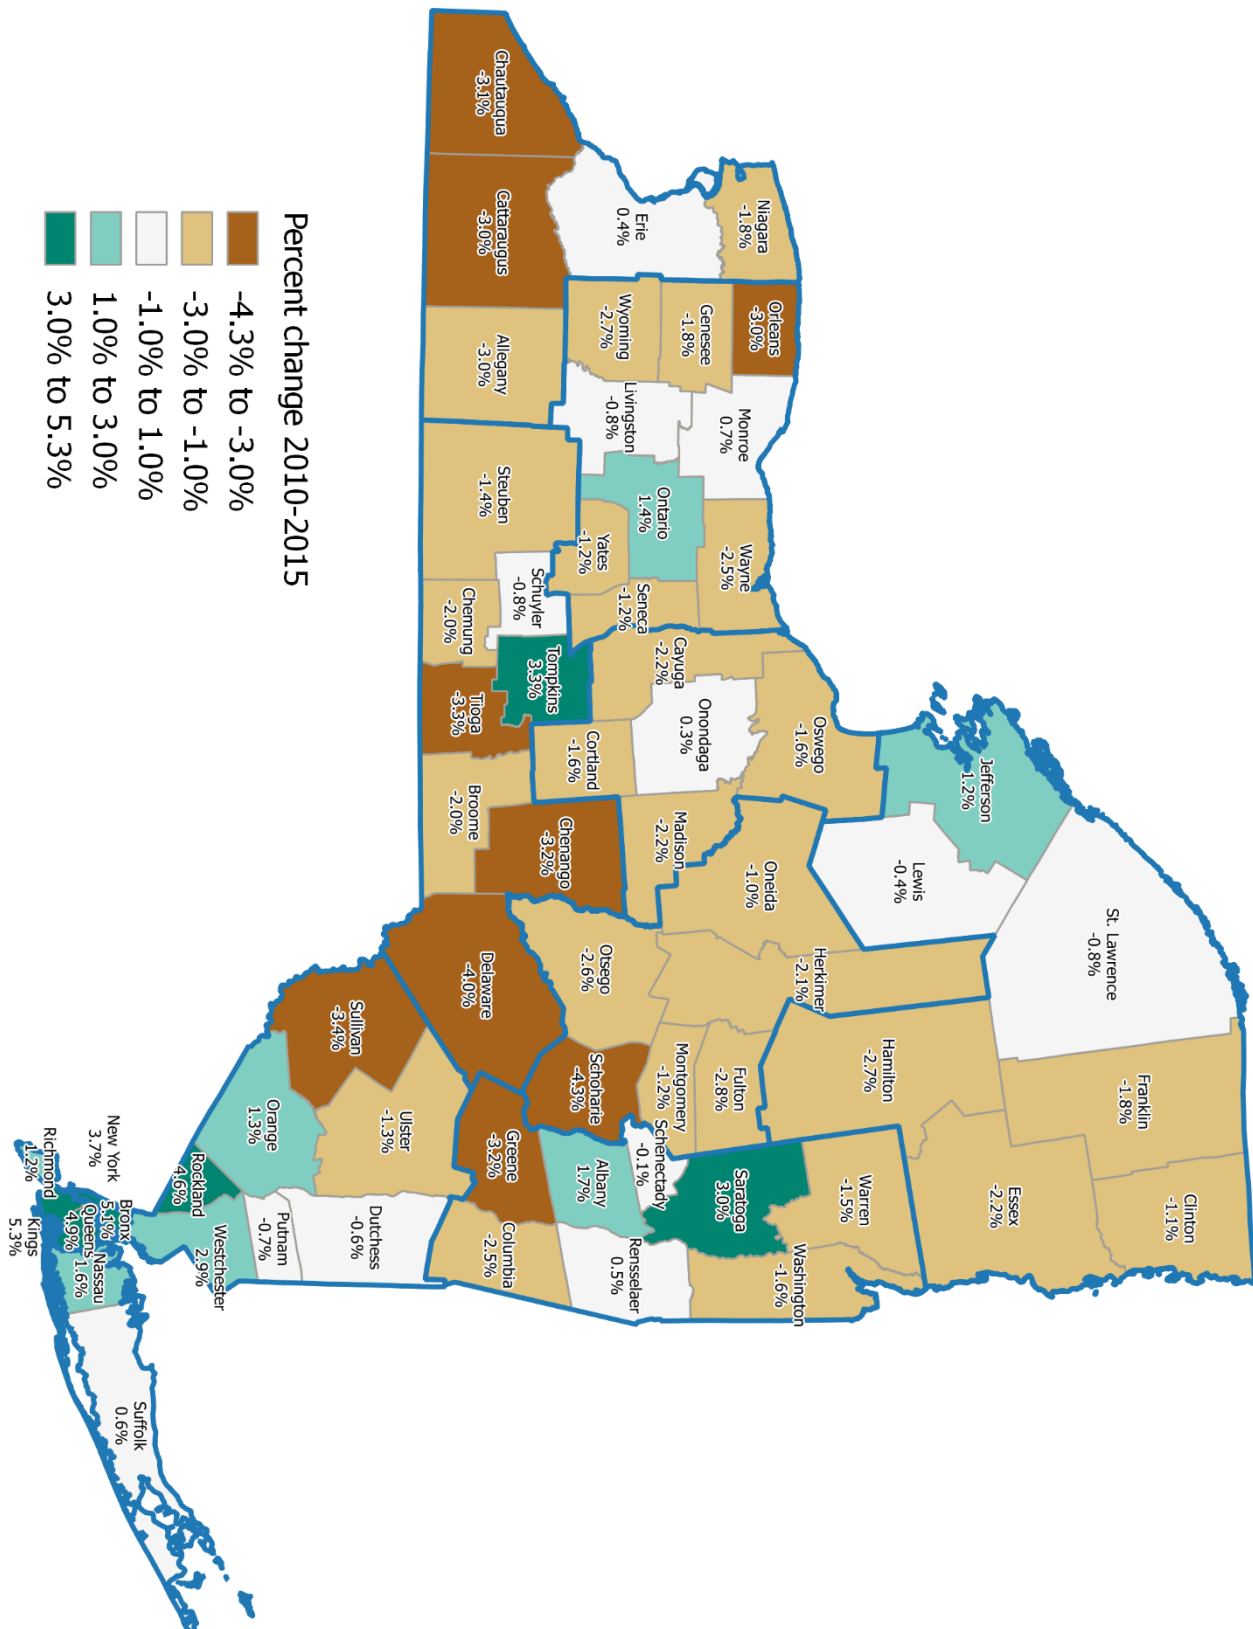 Clinton
-1.1%
Franklin
-1.8%
St. Lawrence
-0.8%
Essex
-2.2%
Jefferson
1.2%
Lewis
-0.4%
Hamilton
-2.7%
Warren
-1.5%
Herkimer
-2.1%
Oswego
-1.6%
Washington
-1.6%
Niagara
-1.8%
Orleans
-3.0%
Monroe
0.7%
Wayne
-2.5%
Oneida
-1.0%
Fulton
-2.8%
Saratoga
3.0%
Genesee
-1.8%
Cayuga
-2.2%
Onondaga
0.3%
Madison
-2.2%
Montgomery
-1.2%
Schenectady
-0.1%
Erie
0.4%
Wyoming
-2.7%
Livingston
-0.8%
Ontario
1.4%
Seneca
-1.2%
Yates
-1.2%
Otsego
-2.6%
Schoharie
-4.3%
Albany
1.7%
Rensselaer
0.5%
Chautauqua
-3.1%
Cattaraugus
-3.0%
Allegany
-3.0%
Steuben
-1.4%
Schuyler
-0.8%
Tompkins
3.3%
Cortland
-1.6%
Chenango
-3.2%
Chemung
-2.0%
Tioga
-3.3%
Broome
-2.0%
Delaware
-4.0%
Greene
-3.2%
Columbia
-2.5%
Sullivan
-3.4%
Ulster
-1.3%
Dutchess
-0.6%
Orange
1.3%
Putnam
-0.7%
Rockland
4.6%
Westchester
2.9%
New York
3.7%
Bronx
5.1%
Queens
4.9%
Nassau
1.6%
Suffolk
0.6%
Richmond
1.2%
Kings
5.3%
Percent change 2010-2015
-4.3% to -3.0%
-3.0% to -1.0%
-1.0% to 1.0%
1.0% to 3.0%
3.0% to 5.3%